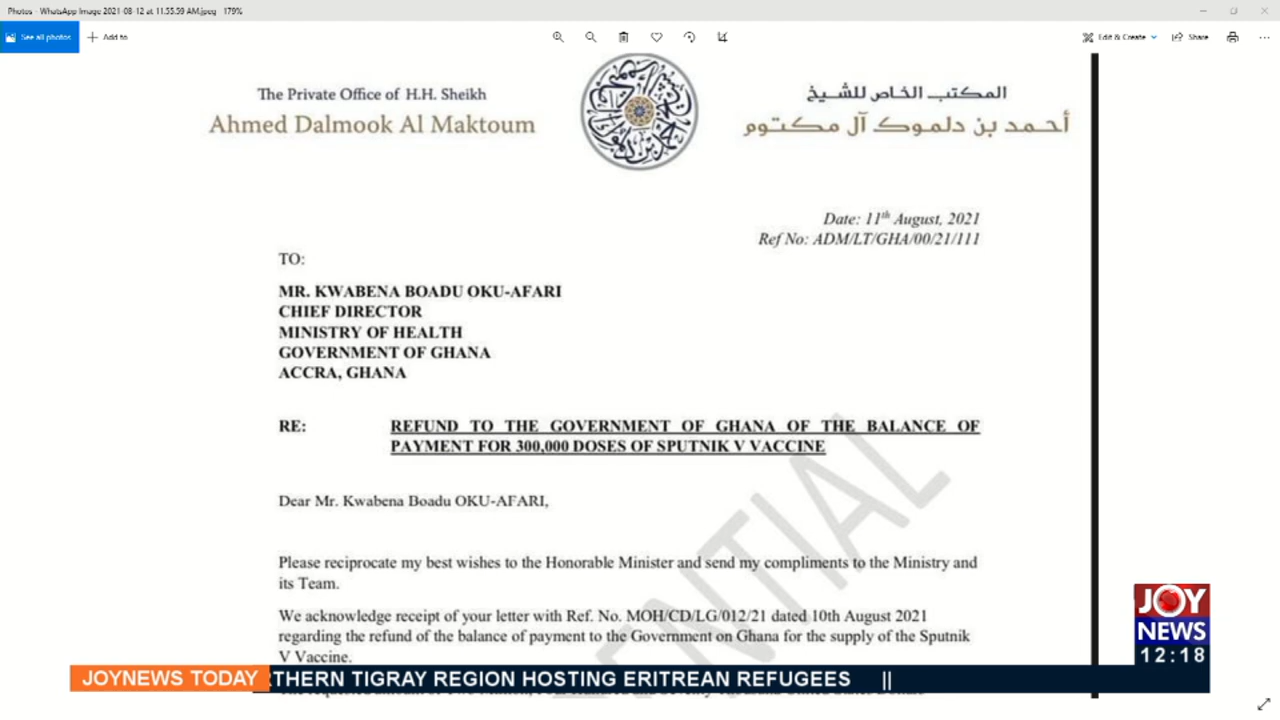 Photos - WhatsApp Image 2021-08-12 at 11.55.59 AM.jpeg 179%
See all photos
Add to
Edit & Create
Share
The Private Office of H.H. Sheikh
Ahmed Dalmook Al Maktoum
المكتب الخاص للشيخ
أحمد بن دلموك آل مكتوم
Date: 11th August, 2021
Ref No: ADM/LT/GHA/00/21/111
TO:
MR. KWABENA BOADU OKU-AFARI
CHIEF DIRECTOR
MINISTRY OF HEALTH
GOVERNMENT OF GHANA
ACCRA, GHANA
RE: REFUND TO THE GOVERNMENT OF GHANA OF THE BALANCE OF
PAYMENT FOR 300,000 DOSES OF SPUTNIK V VACCINE
Dear Mr. Kwabena Boadu OKU-AFARI,
Please reciprocate my best wishes to the Honorable Minister and send my compliments to the Ministry and
its Team.
We acknowledge receipt of your letter with Ref. No. MOH/CD/LG/012/21 dated 10th August 2021
regarding the refund of the balance of payment to the Government on Ghana for the supply of the Sputnik
V Vaccine.
ENTIAL
JOY
NEWS
12:18
JOYNEWS TODAY
RTHERN TIGRAY REGION HOSTING ERITREAN REFUGEES ||